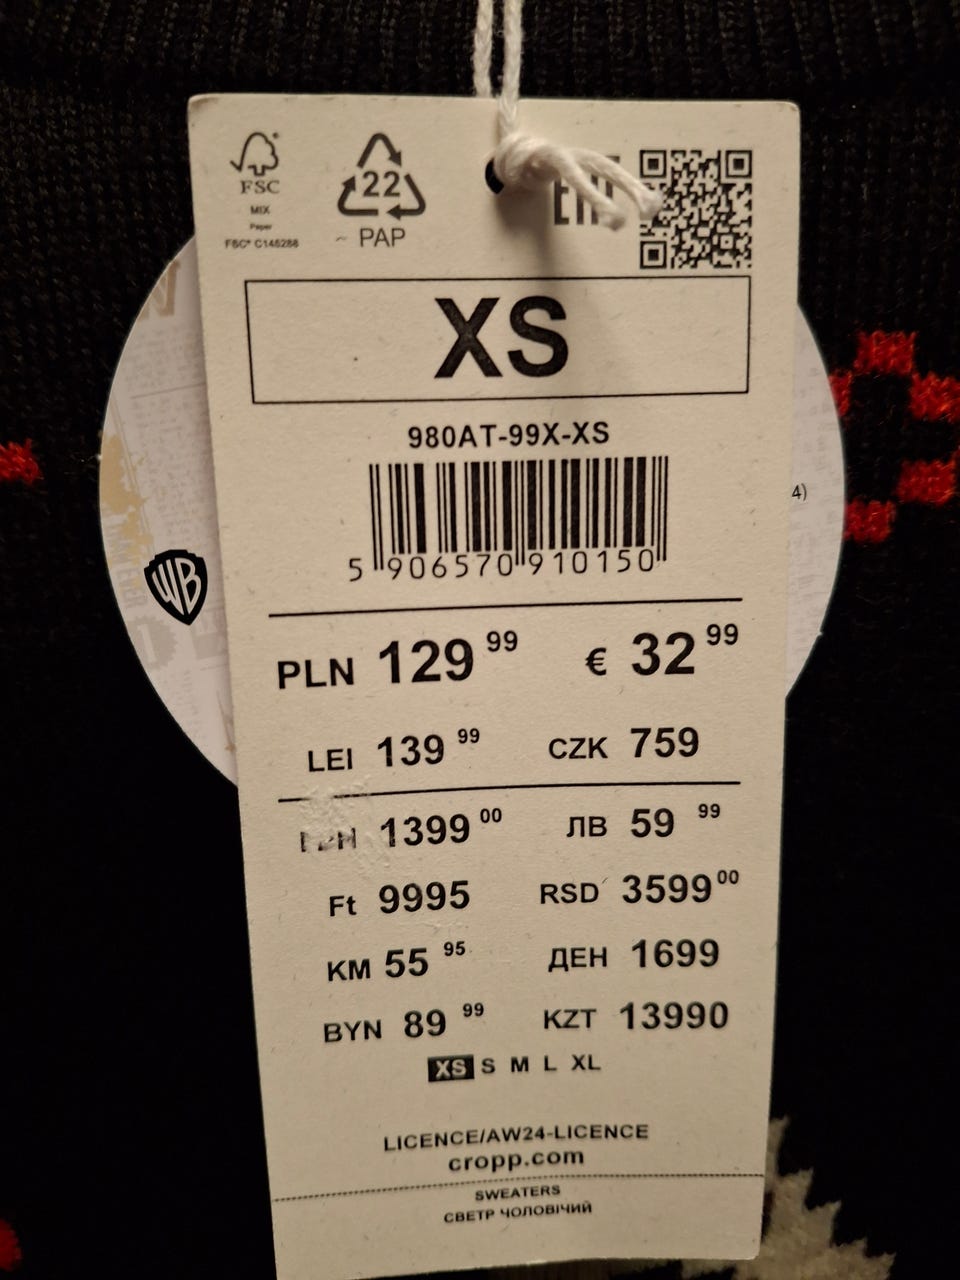 FSC
MIX
Paper
FSC® C145288
22
~ PAP
XS
980AT-99X-XS
5 906570 910150
4)
WB
PLN 129 99 € 32 99
LEI 139 99 CZK 759
1399 00 ЛВ 59 99
Ft 9995 RSD 3599 00
KM 55 95 ДЕН 1699
BYN 89 99 KZT 13990
XS S M L XL
LICENCE/AW24-LICENCE
cropp.com
SWEATERS
СВЕТР ЧОЛОВІЧИЙ